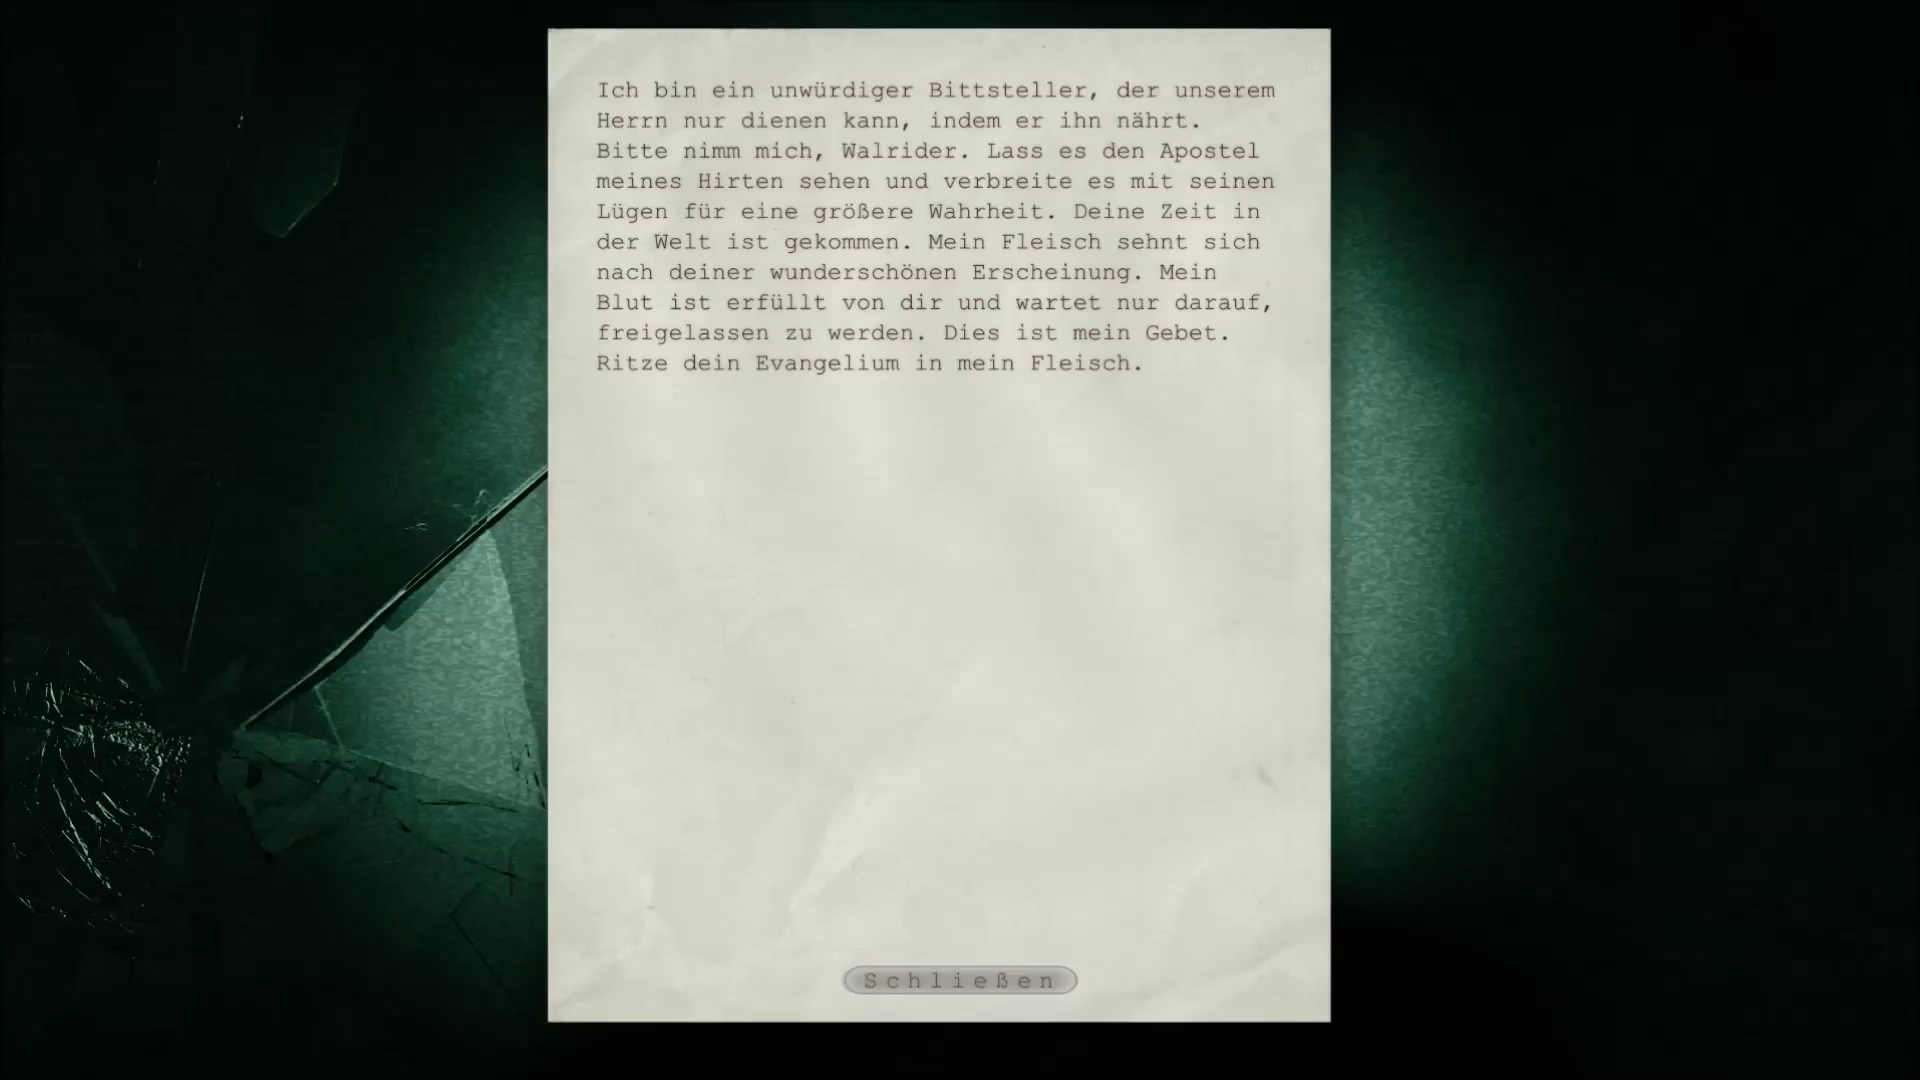 Ich bin ein unwürdiger Bittsteller, der unserem
Herrn nur dienen kann, indem er ihn nährt.
Bitte nimm mich, Walrider. Lass es den Apostel
meines Hirten sehen und verbreite es mit seinen
Lügen für eine größere Wahrheit. Deine Zeit in
der Welt ist gekommen. Mein Fleisch sehnt sich
nach deiner wunderschönen Erscheinung. Mein
Blut ist erfüllt von dir und wartet nur darauf,
freigelassen zu werden. Dies ist mein Gebet.
Ritze dein Evangelium in mein Fleisch.
Schließen